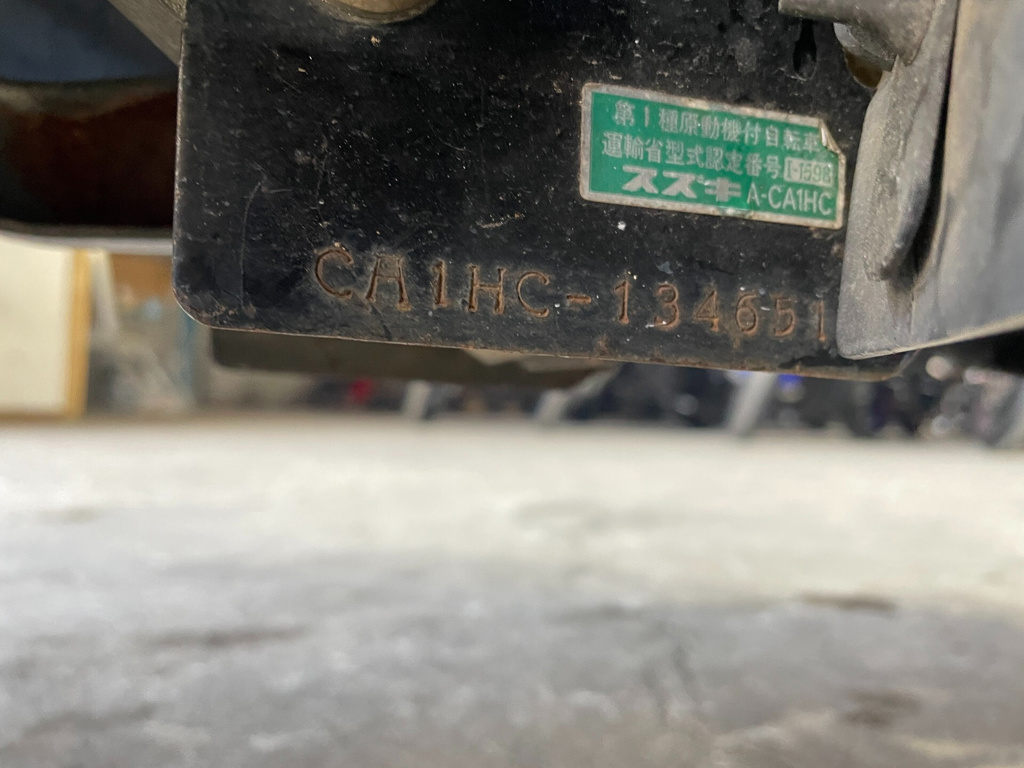 第1種原動機付自転車
運輸省型式認定番号 I-1598
スズキ A-CA1HC
CA1HC-134651